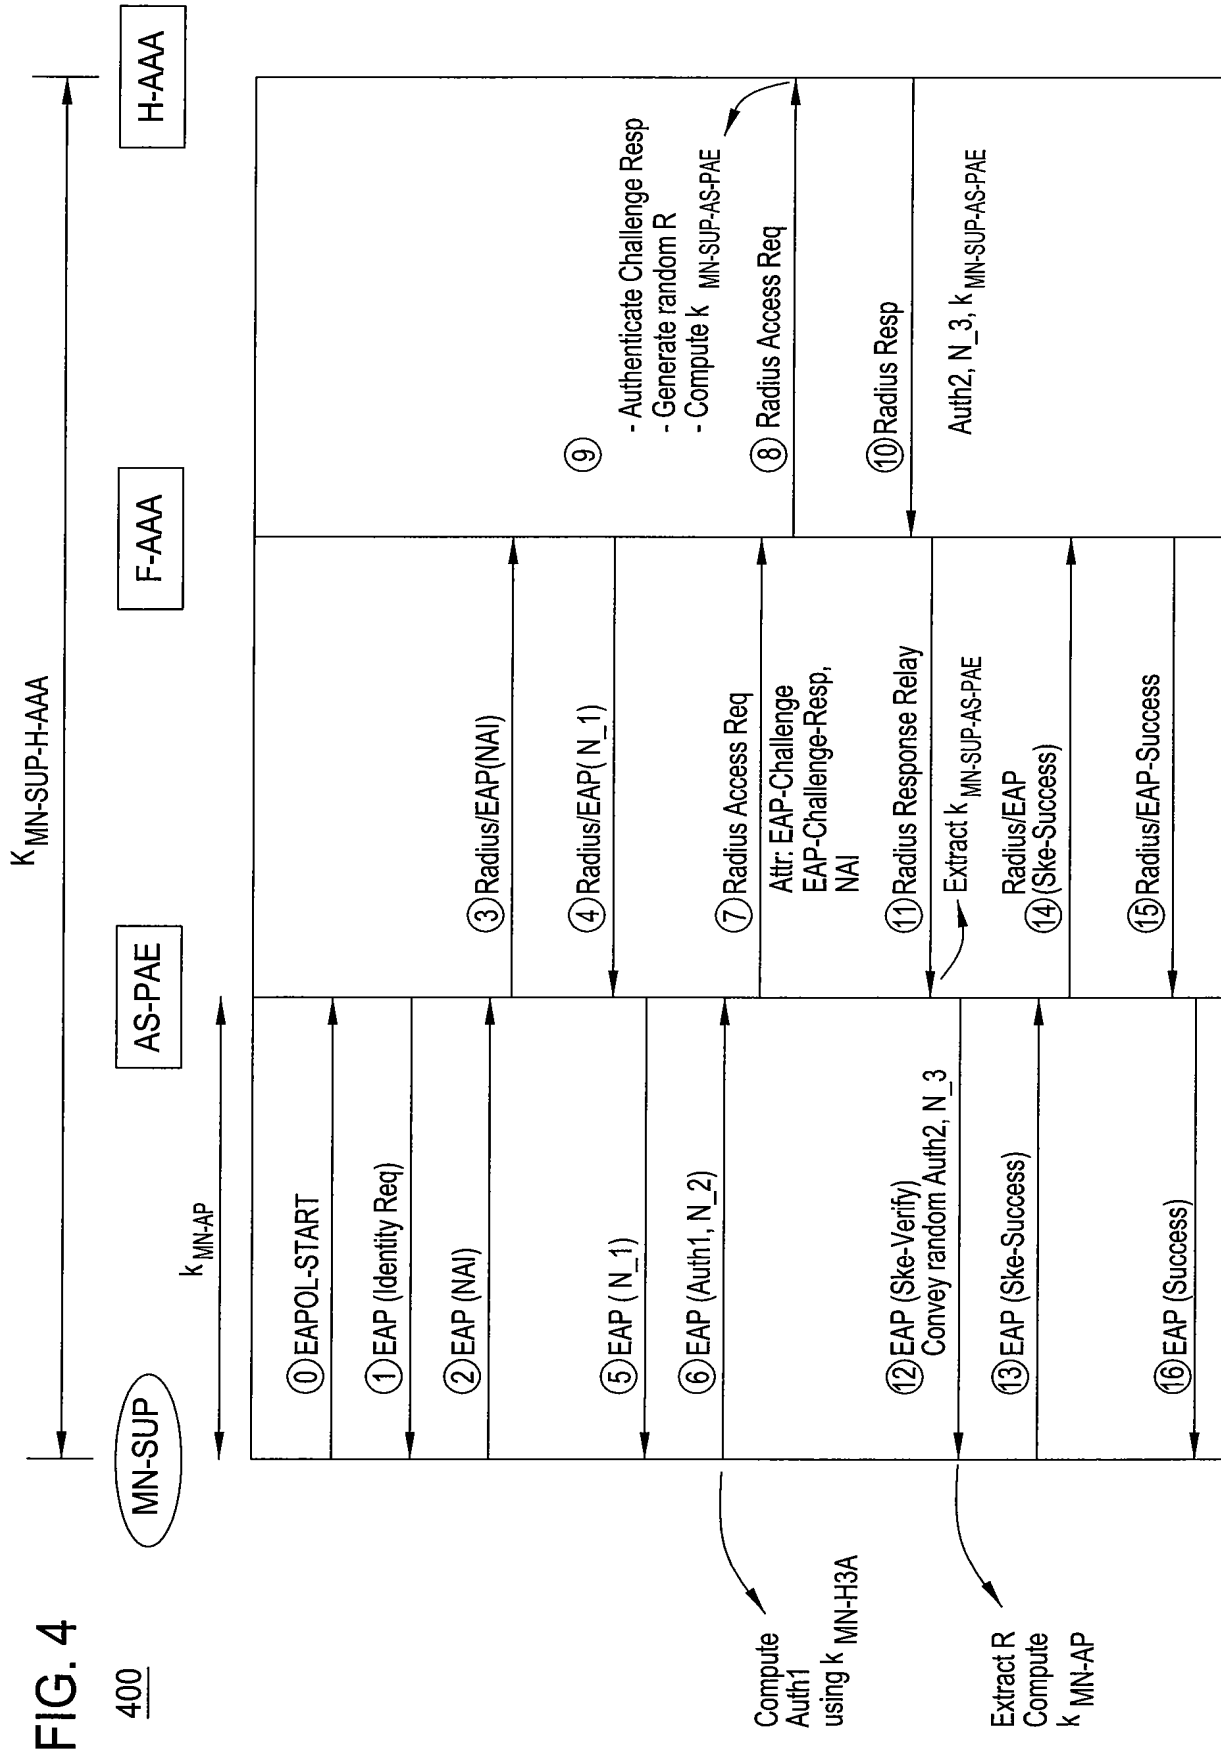 FIG. 4
400
K MN-SUP-H-AAA
MN-SUP
AS-PAE
F-AAA
H-AAA
k MN-AP
0 EAPOL-START
1 EAP (Identity Req)
2 EAP (NAI)
3 Radius/EAP(NAI)
4 Radius/EAP( N_1)
5 EAP ( N_1)
6 EAP (Auth1, N_2)
Compute
Auth1
using k MN-H3A
7 Radius Access Req
Attr: EAP-Challenge
EAP-Challenge-Resp,
NAI
9
- Authenticate Challenge Resp
- Generate random R
- Compute k MN-SUP-AS-PAE
8 Radius Access Req
10 Radius Resp
Auth2, N_3, k MN-SUP-AS-PAE
11 Radius Response Relay
Extract k MN-SUP-AS-PAE
12 EAP (Ske-Verify)
Convey random Auth2, N_3
Extract R
Compute
k MN-AP
13 EAP (Ske-Success)
Radius/EAP
14 (Ske-Success)
15 Radius/EAP-Success
16 EAP (Success)